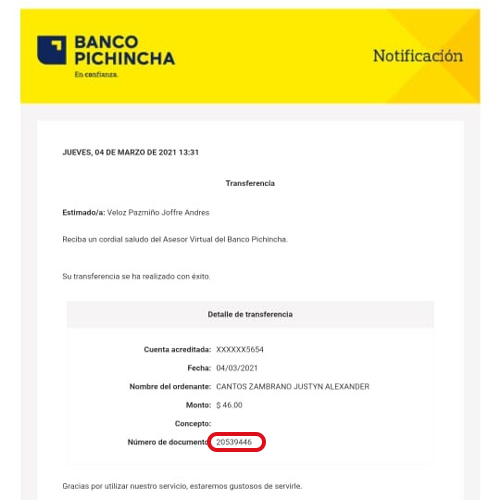 BANCO
PICHINCHA
En confianza.
Notificación
JUEVES, 04 DE MARZO DE 2021 13:31
Transferencia
Estimado/a: Veloz Pazmiño Joffre Andres
Reciba un cordial saludo del Asesor Virtual del Banco Pichincha.
Su transferencia se ha realizado con éxito.
Detalle de transferencia
Cuenta acreditada: XXXXXX5654
Fecha: 04/03/2021
Nombre del ordenante: CANTOS ZAMBRANO JUSTYN ALEXANDER
Monto: $ 46.00
Concepto:
Número de documento 20539446
Gracias por utilizar nuestro servicio, estaremos gustosos de servirle.